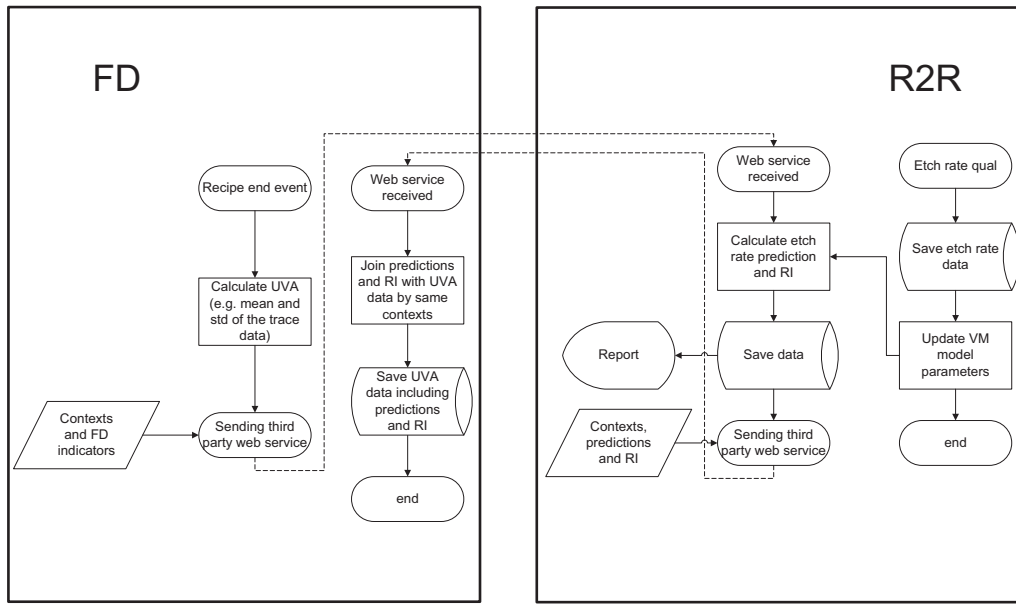 FD
Recipe end event
Calculate UVA
(e.g. mean and
std of the trace
data)
Contexts
and FD
indicators
Sending third
party web service
Web service
received
Join predictions
and RI with UVA
data by same
contexts
Save UVA
data including
predictions
and RI
end
R2R
Web service
received
Calculate etch
rate prediction
and RI
Report
Save data
Contexts,
predictions
and RI
Sending third
party web service
Etch rate qual
Save etch rate
data
Update VM
model
parameters
end